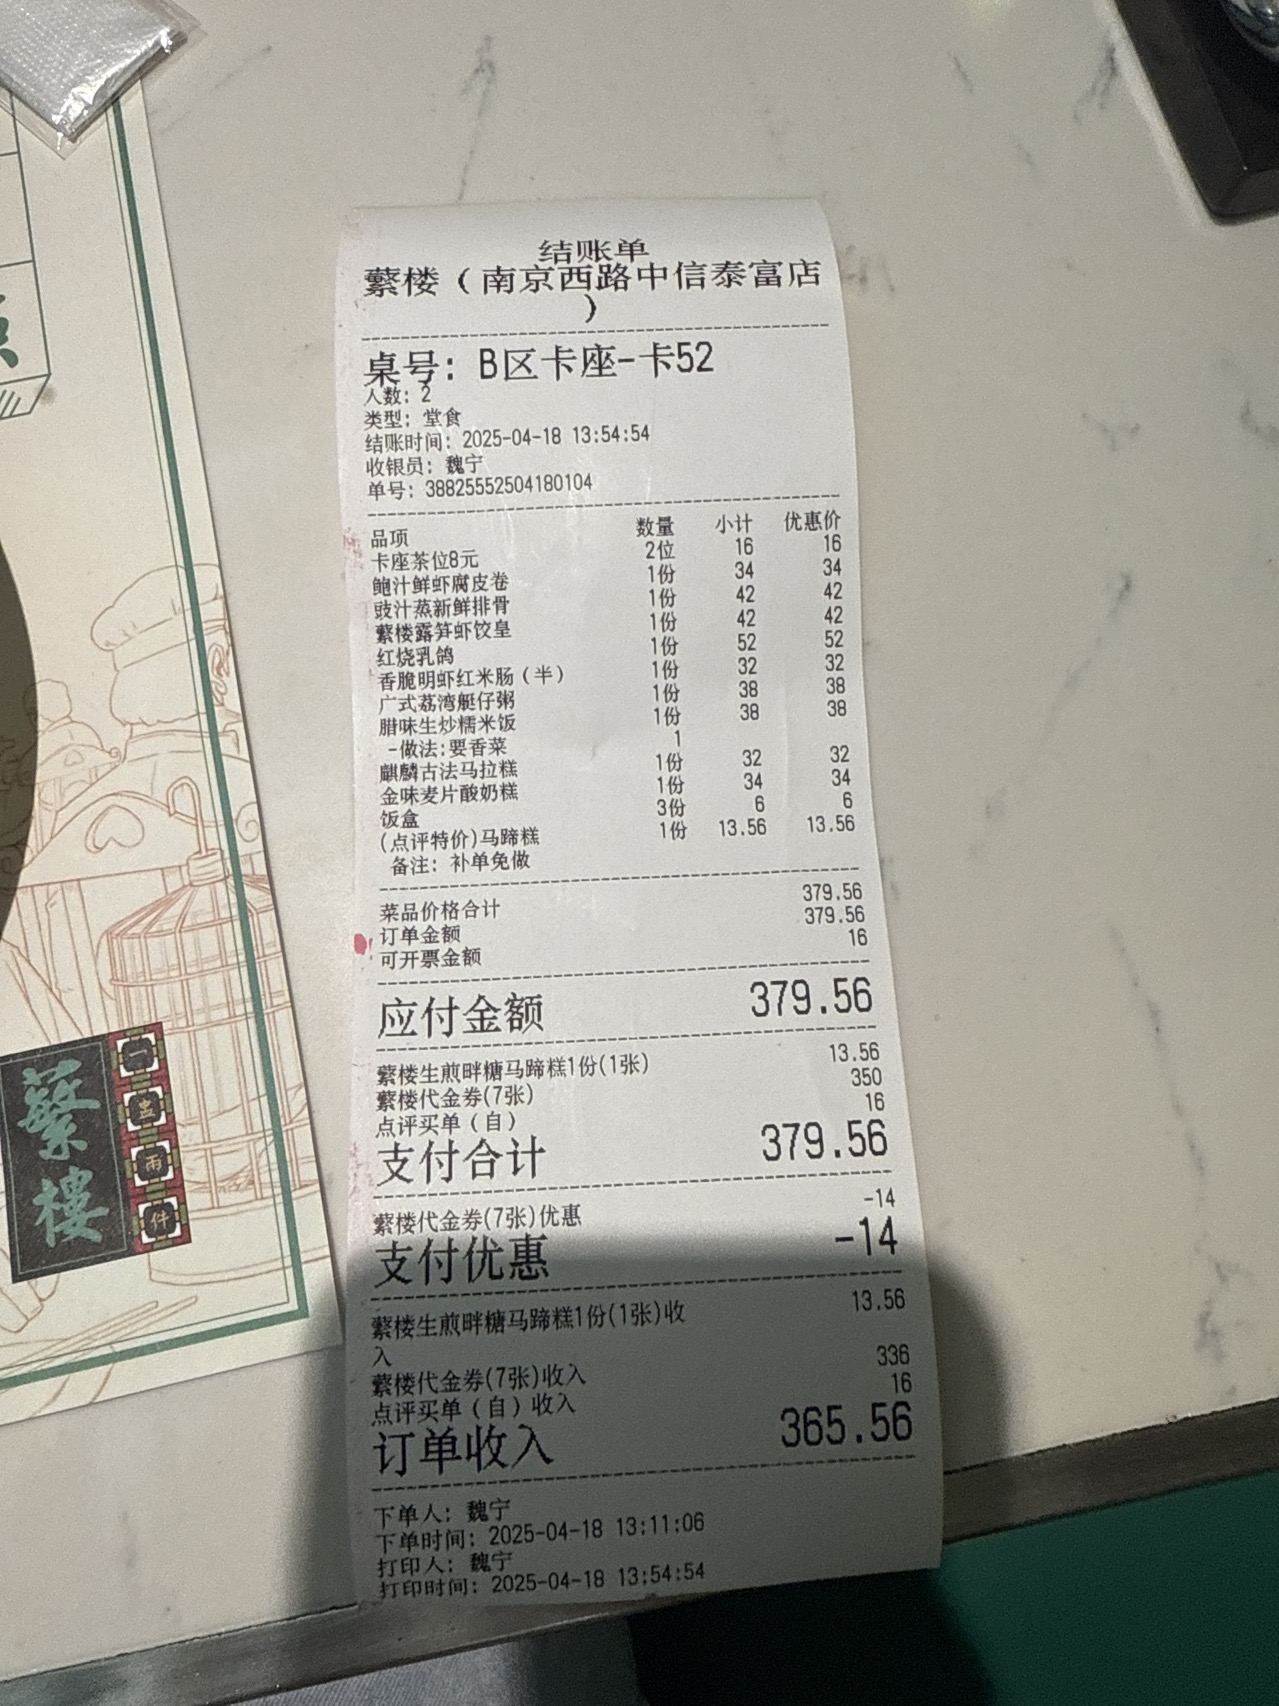 结账单
蘩楼（南京西路中信泰富店
）
桌号: B区卡座-卡52
人数: 2
类型: 堂食
结账时间: 2025-04-18 13:54:54
收银员: 魏宁
单号: 38825552504180104
品项 数量 小计 优惠价
卡座茶位8元 2位 16 16
鲍汁鲜虾腐皮卷 1份 34 34
豉汁蒸新鲜排骨 1份 42 42
蘩楼露笋虾饺皇 1份 42 42
红烧乳鸽 1份 52 52
香脆明虾红米肠（半） 1份 32 32
广式荔湾艇仔粥 1份 38 38
腊味生炒糯米饭 1份 38 38
-做法:要香菜 1
麒麟古法马拉糕 1份 32 32
金味麦片酸奶糕 1份 34 34
饭盒 3份 6 6
(点评特价)马蹄糕 1份 13.56 13.56
备注: 补单免做
菜品价格合计 379.56
订单金额 379.56
可开票金额 16
应付金额 379.56
蘩楼生煎畔糖马蹄糕1份(1张) 13.56
蘩楼代金券(7张) 350
点评买单（自） 16
支付合计 379.56
蘩楼代金券(7张)优惠 -14
支付优惠 -14
蘩楼生煎畔糖马蹄糕1份(1张)收 13.56
入
蘩楼代金券(7张)收入 336
点评买单（自）收入 16
订单收入 365.56
下单人: 魏宁
下单时间: 2025-04-18 13:11:06
打印人: 魏宁
打印时间: 2025-04-18 13:54:54
蘩樓
一盅兩件